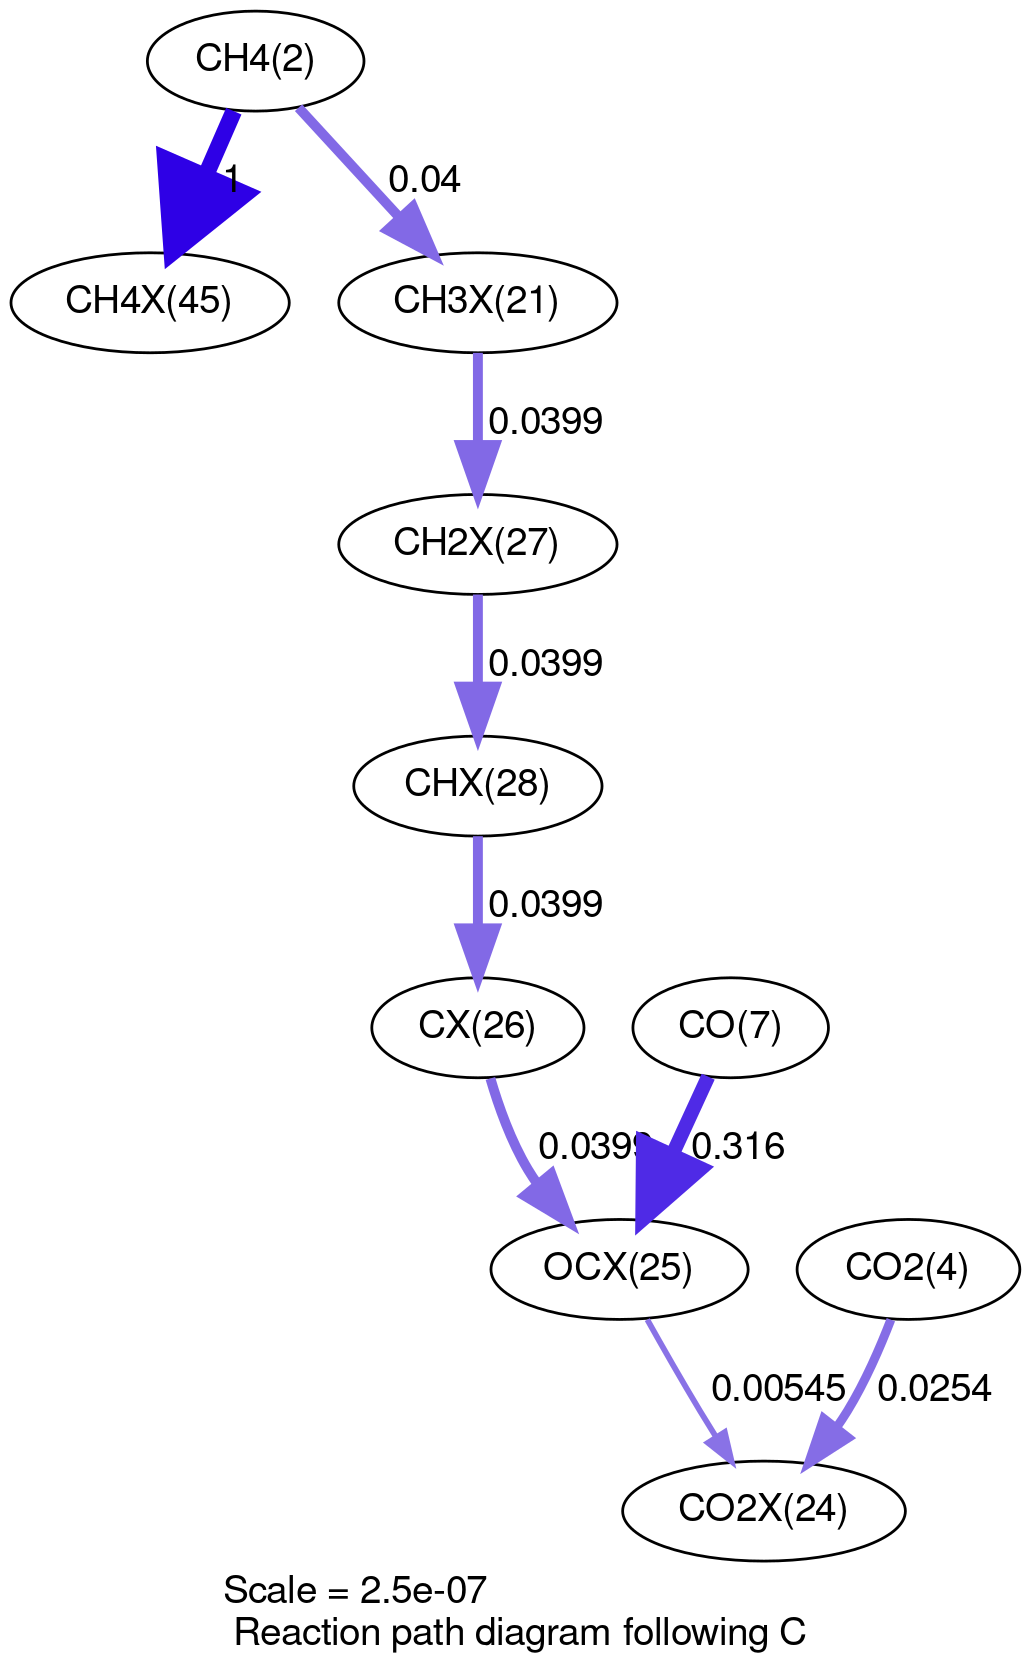 CH4(2)
1
0.04
CH4X(45)
CH3X(21)
0.0399
CH2X(27)
0.0399
CHX(28)
0.0399
CX(26)
CO(7)
0.0399
0.316
OCX(25)
CO2(4)
0.00545
0.0254
CO2X(24)
Scale = 2.5e-07
Reaction path diagram following C